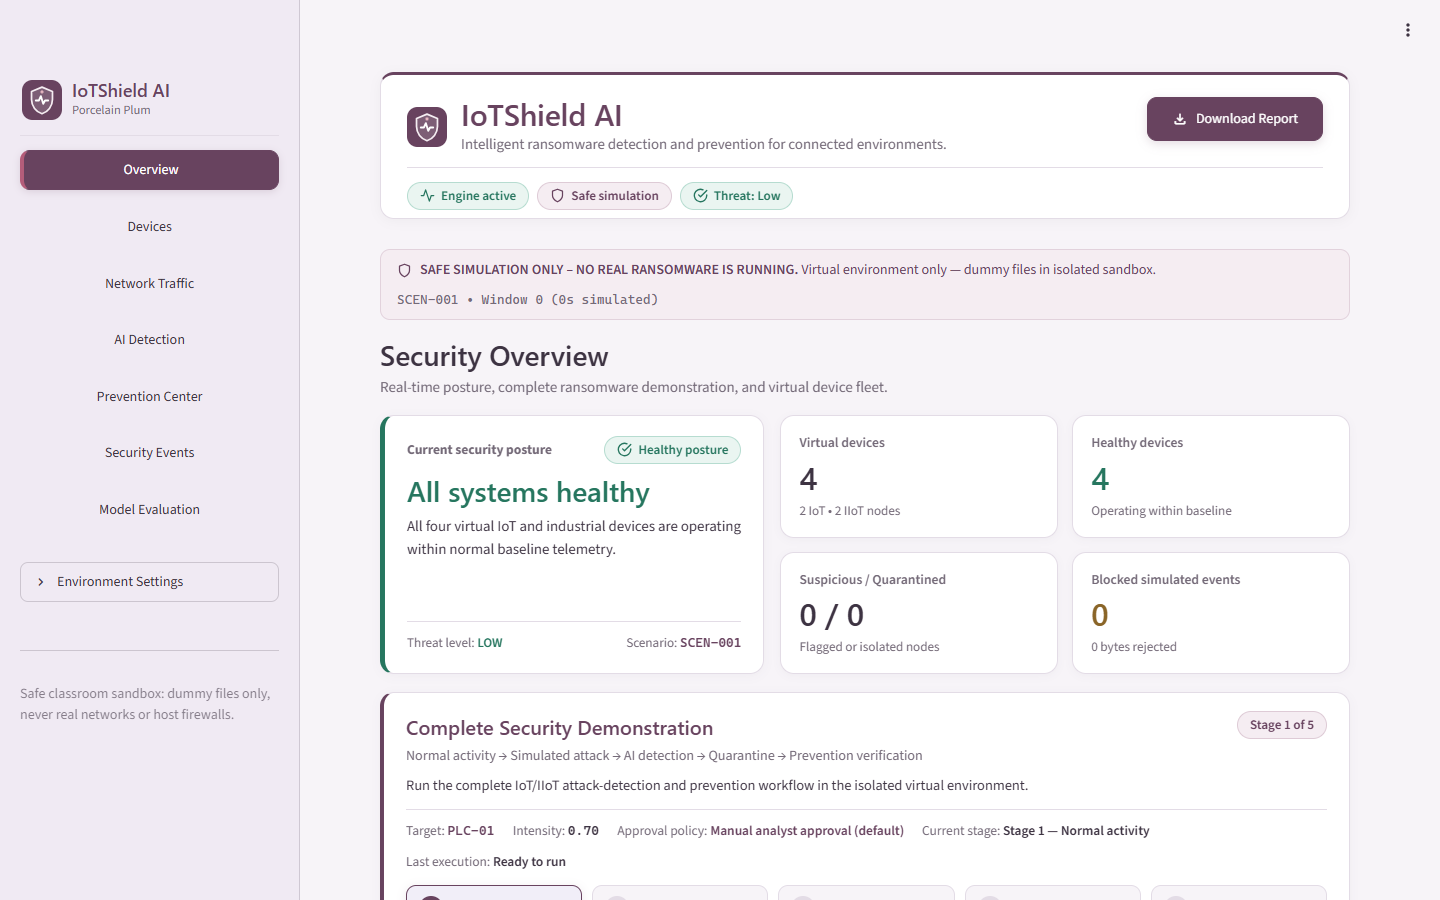 IoTShield AI
Porcelain Plum
Overview
Devices
Network Traffic
AI Detection
Prevention Center
Security Events
Model Evaluation
Environment Settings
Safe classroom sandbox: dummy files only,
never real networks or host firewalls.
IoTShield AI
Intelligent ransomware detection and prevention for connected environments.
Download Report
Engine active
Safe simulation
Threat: Low
SAFE SIMULATION ONLY – NO REAL RANSOMWARE IS RUNNING. Virtual environment only — dummy files in isolated sandbox.
SCEN-001 • Window 0 (0s simulated)
Security Overview
Real-time posture, complete ransomware demonstration, and virtual device fleet.
Current security posture
Healthy posture
All systems healthy
All four virtual IoT and industrial devices are operating
within normal baseline telemetry.
Threat level: LOW
Scenario: SCEN-001
Virtual devices
4
2 IoT • 2 IIoT nodes
Healthy devices
4
Operating within baseline
Suspicious / Quarantined
0 / 0
Flagged or isolated nodes
Blocked simulated events
0
0 bytes rejected
Complete Security Demonstration
Stage 1 of 5
Normal activity → Simulated attack → AI detection → Quarantine → Prevention verification
Run the complete IoT/IIoT attack-detection and prevention workflow in the isolated virtual environment.
Target: PLC-01 Intensity: 0.70 Approval policy: Manual analyst approval (default) Current stage: Stage 1 — Normal activity
Last execution: Ready to run